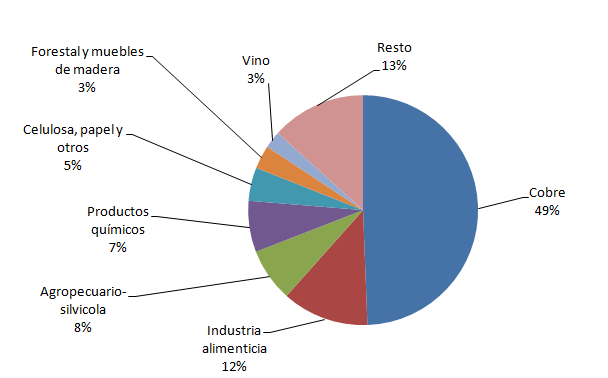 Forestal y muebles
de madera
3%
Vino
3%
Resto
13%
Celulosa, papel y
otros
5%
Cobre
49%
Productos
químicos
7%
Agropecuario-
silvicola
8%
Industria
alimenticia
12%